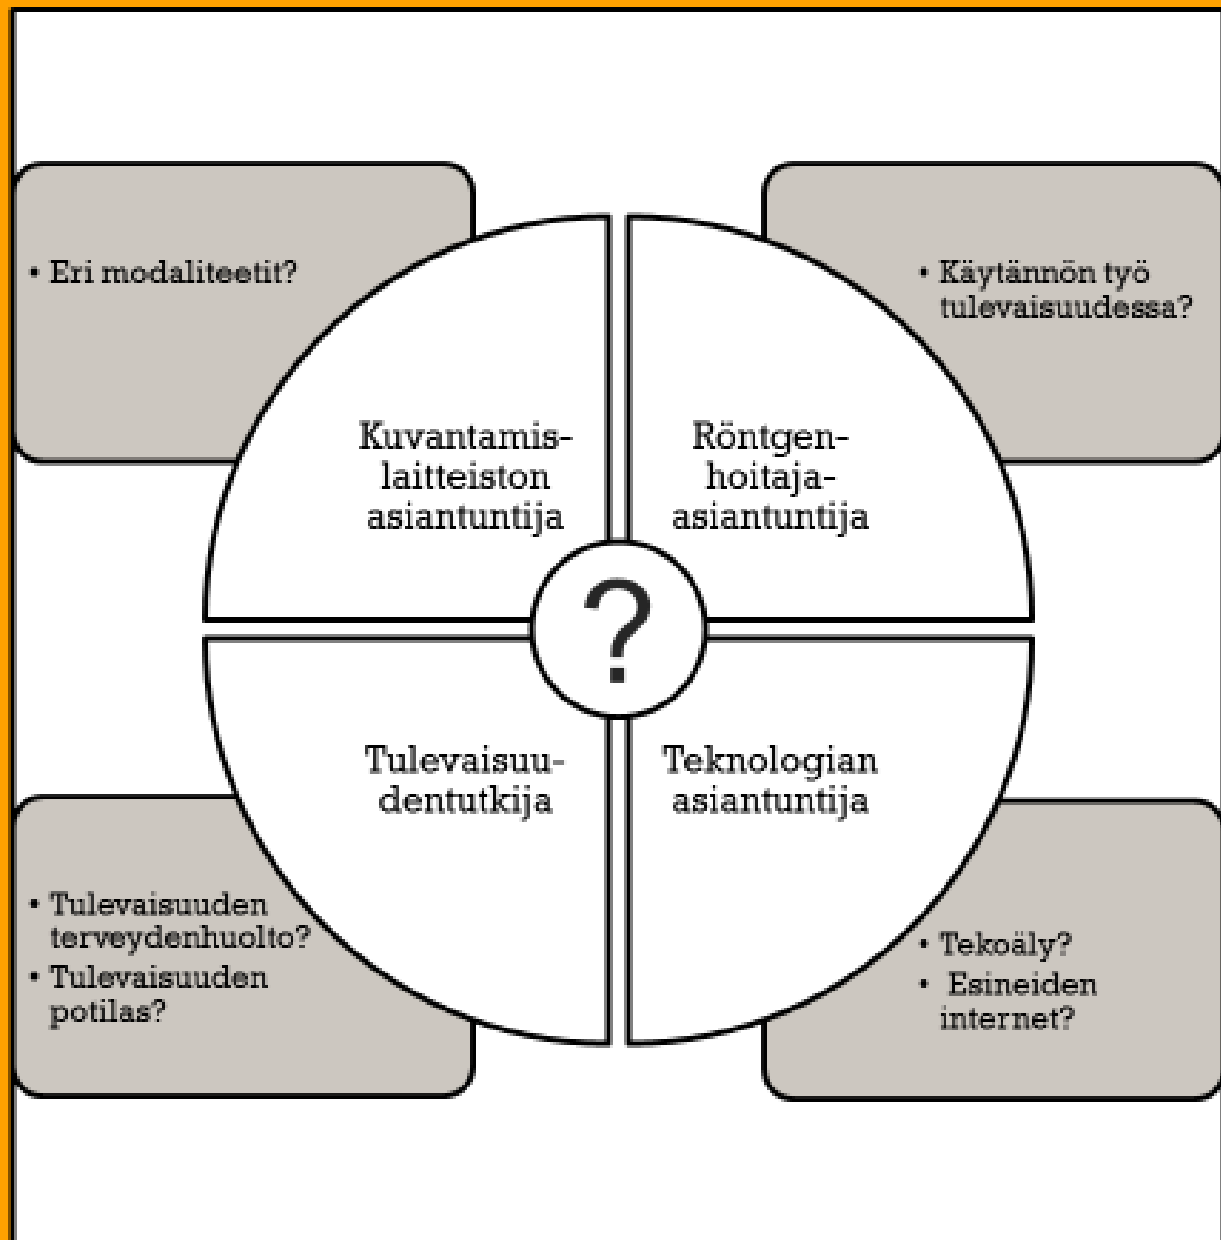 • Eri modaliteetit?
• Käytännön työ
tulevaisuudessa?
Kuvantamis-
laitteiston
asiantuntija
Röntgen-
hoitaja-
asiantuntija
?
Tulevaisuu-
dentutkija
Teknologian
asiantuntija
• Tulevaisuuden
terveydenhuolto?
• Tulevaisuuden
potilas?
• Tekoäly?
• Esineiden
internet?